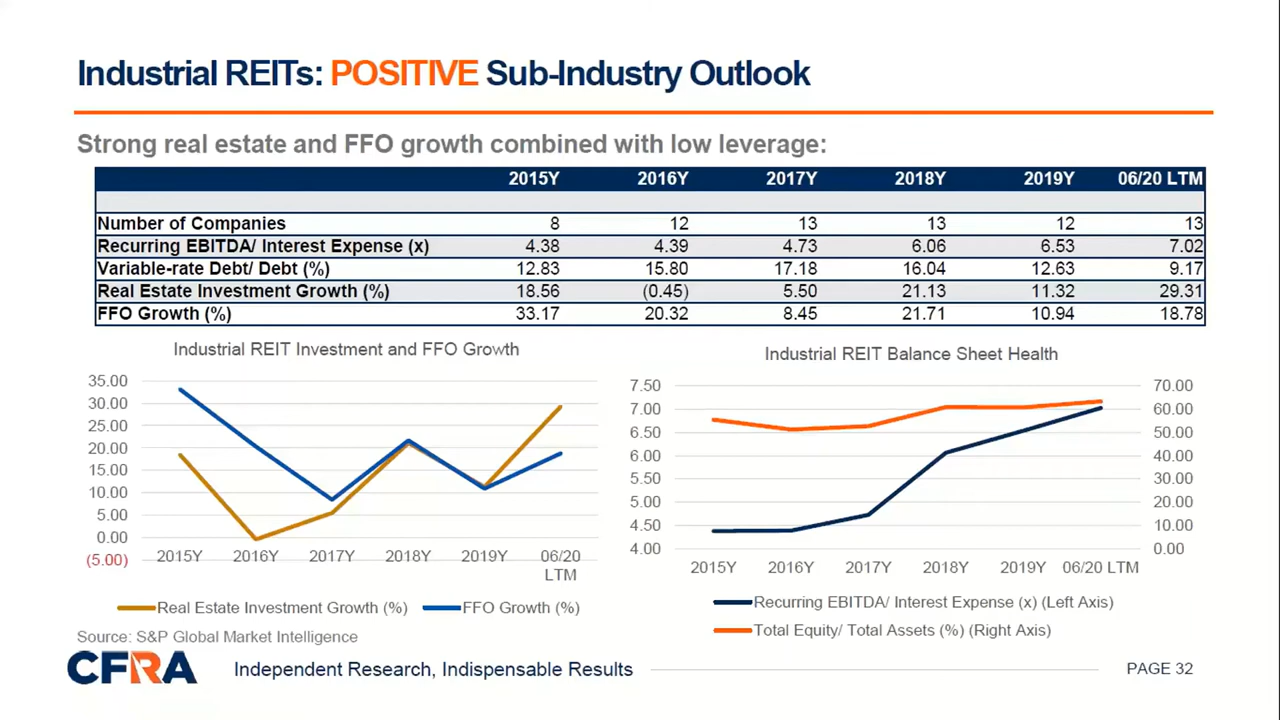 Industrial REITs: POSITIVE Sub-Industry Outlook
Strong real estate and FFO growth combined with low leverage:
2015Y 2016Y 2017Y 2018Y 2019Y 06/20 LTM
Number of Companies 8 12 13 13 12 13
Recurring EBITDA/ Interest Expense (x) 4.38 4.39 4.73 6.06 6.53 7.02
Variable-rate Debt/ Debt (%) 12.83 15.80 17.18 16.04 12.63 9.17
Real Estate Investment Growth (%) 18.56 (0.45) 5.50 21.13 11.32 29.31
FFO Growth (%) 33.17 20.32 8.45 21.71 10.94 18.78
Industrial REIT Investment and FFO Growth
35.00
30.00
25.00
20.00
15.00
10.00
5.00
0.00
(5.00)
2015Y 2016Y 2017Y 2018Y 2019Y 06/20
LTM
Real Estate Investment Growth (%) FFO Growth (%)
Industrial REIT Balance Sheet Health
7.50 70.00
7.00 60.00
6.50 50.00
6.00 40.00
5.50 30.00
5.00 20.00
4.50 10.00
4.00 0.00
2015Y 2016Y 2017Y 2018Y 2019Y 06/20 LTM
Recurring EBITDA/ Interest Expense (x) (Left Axis)
Total Equity/ Total Assets (%) (Right Axis)
Source: S&P Global Market Intelligence
CFRA Independent Research, Indispensable Results PAGE 32